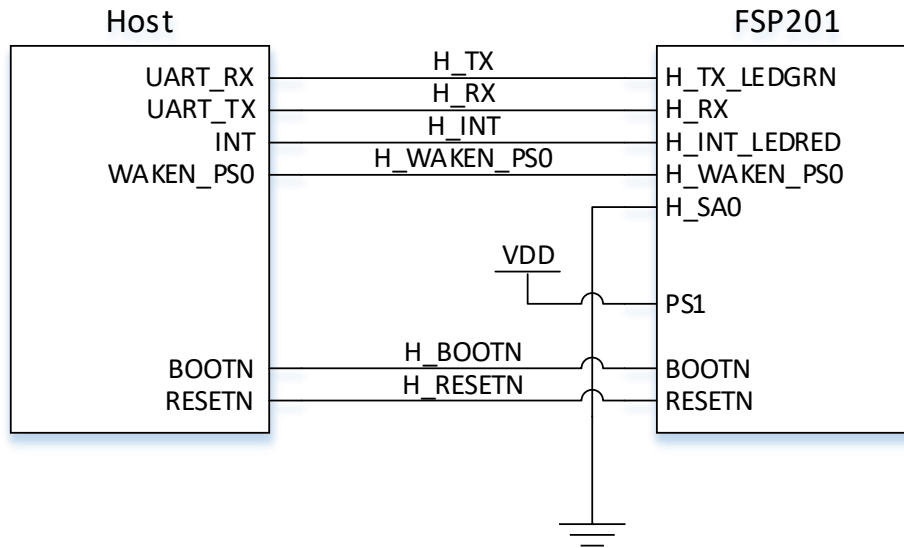 Host
FSP201
UART_RX
H_TX
H_TX_LEDGRN
UART_TX
H_RX
H_RX
INT
H_INT
H_INT_LEDRED
WAKEN_PS0
H_WAKEN_PS0
H_WAKEN_PS0
H_SA0
VDD
PS1
BOOTN
H_BOOTN
BOOTN
RESETN
H_RESETN
RESETN